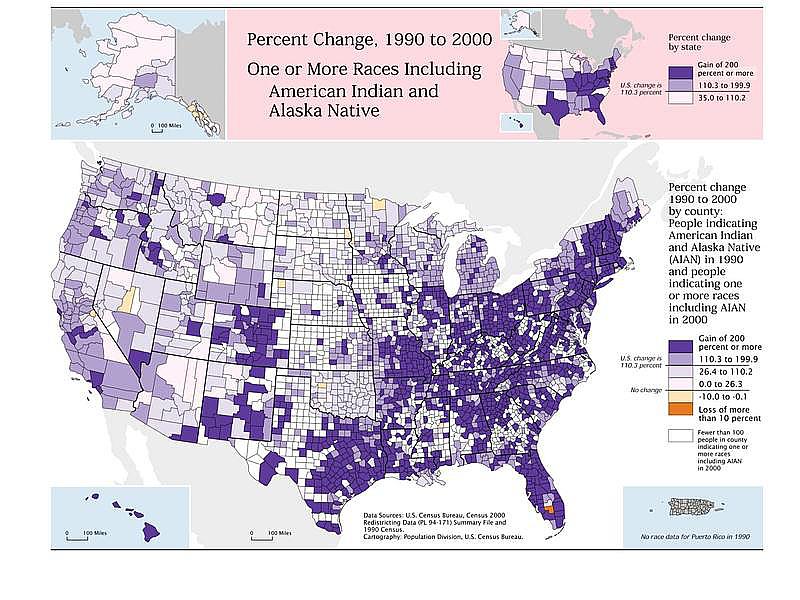 Percent Change, 1990 to 2000
One or More Races Including
American Indian and
Alaska Native
0 100 Miles
Percent change
by state
U.S. change is
110.3 percent
Gain of 200
percent or more
110.3 to 199.9
35.0 to 110.2
Percent change
1990 to 2000
by county:
People indicating
American Indian
and Alaska Native
(AIAN) in 1990
and people
indicating one
or more races
including AIAN
in 2000
U.S. change is
110.3 percent
No change
Gain of 200
percent or more
110.3 to 199.9
26.4 to 110.2
0.0 to 26.3
-10.0 to -0.1
Loss of more
than 10 percent
Fewer than 100
people in county
indicating one or
more races
including AIAN
in 2000
0 100 Miles
0 100 Miles
Data Sources: U.S. Census Bureau, Census 2000
Redistricting Data (PL 94-171) Summary File and
1990 Census.
Cartography: Population Division, U.S. Census Bureau.
No race data for Puerto Rico in 1990